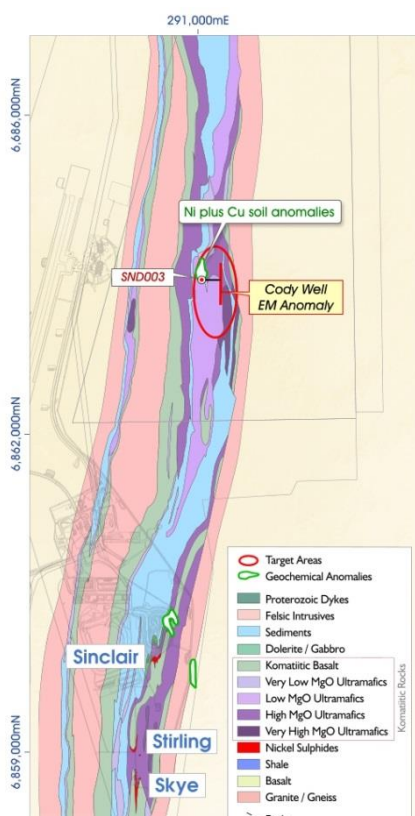 291,000mE
6,686,000mN
Ni plus Cu soil anomalies
SND003
Cody Well
EM Anomaly
6,862,000mN
Target Areas
Geochemical Anomalies
Proterozoic Dykes
Felsic Intrusives
Sediments
Dolerite / Gabbro
Komatiitic Basalt
Very Low MgO Ultramafics
Low MgO Ultramafics
High MgO Ultramafics
Very High MgO Ultramafics
Komatiitic Rocks
Nickel Sulphides
Shale
Basalt
Granite / Gneiss
Sinclair
Stirling
6,859,000mN
Skye